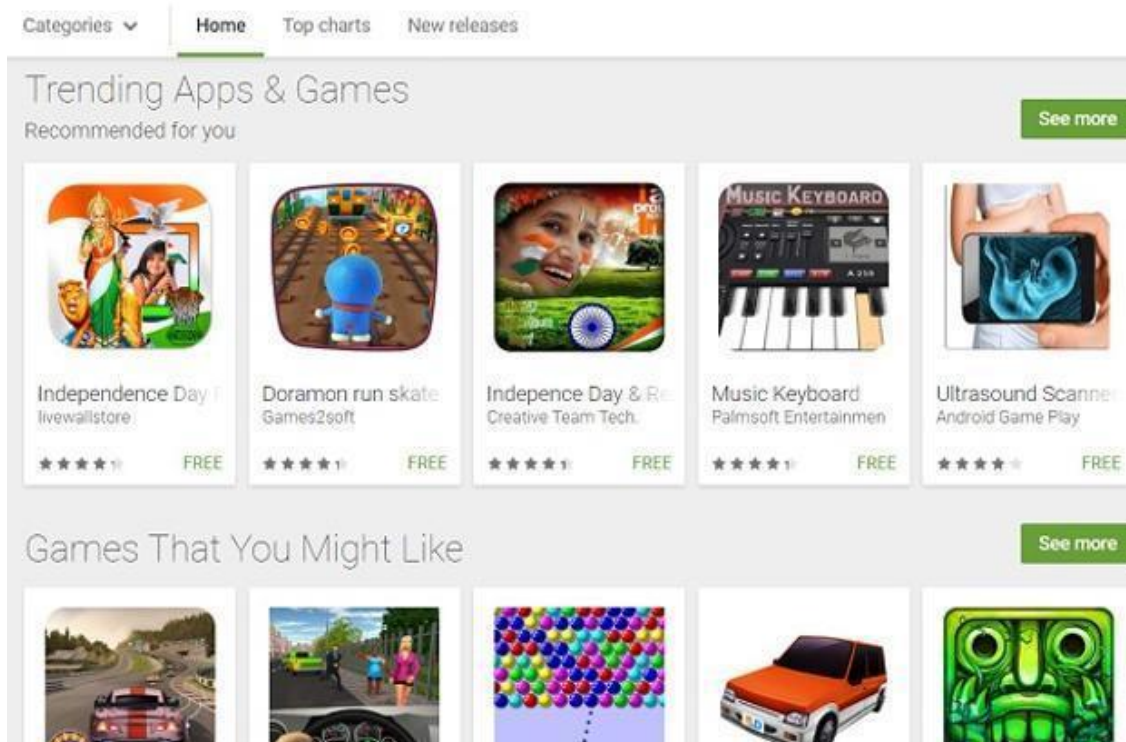 Categories Home Top charts New releases
Trending Apps & Games
Recommended for you
See more
MUSIC KEYBOARD
A 259
Independence Day
livewallstore
FREE
Doramon run skate
Games2soft
FREE
Indepence Day & Re
Creative Team Tech.
FREE
Music Keyboard
Palmsoft Entertainmen
FREE
Ultrasound Scanne
Android Game Play
FREE
Games That You Might Like
See more